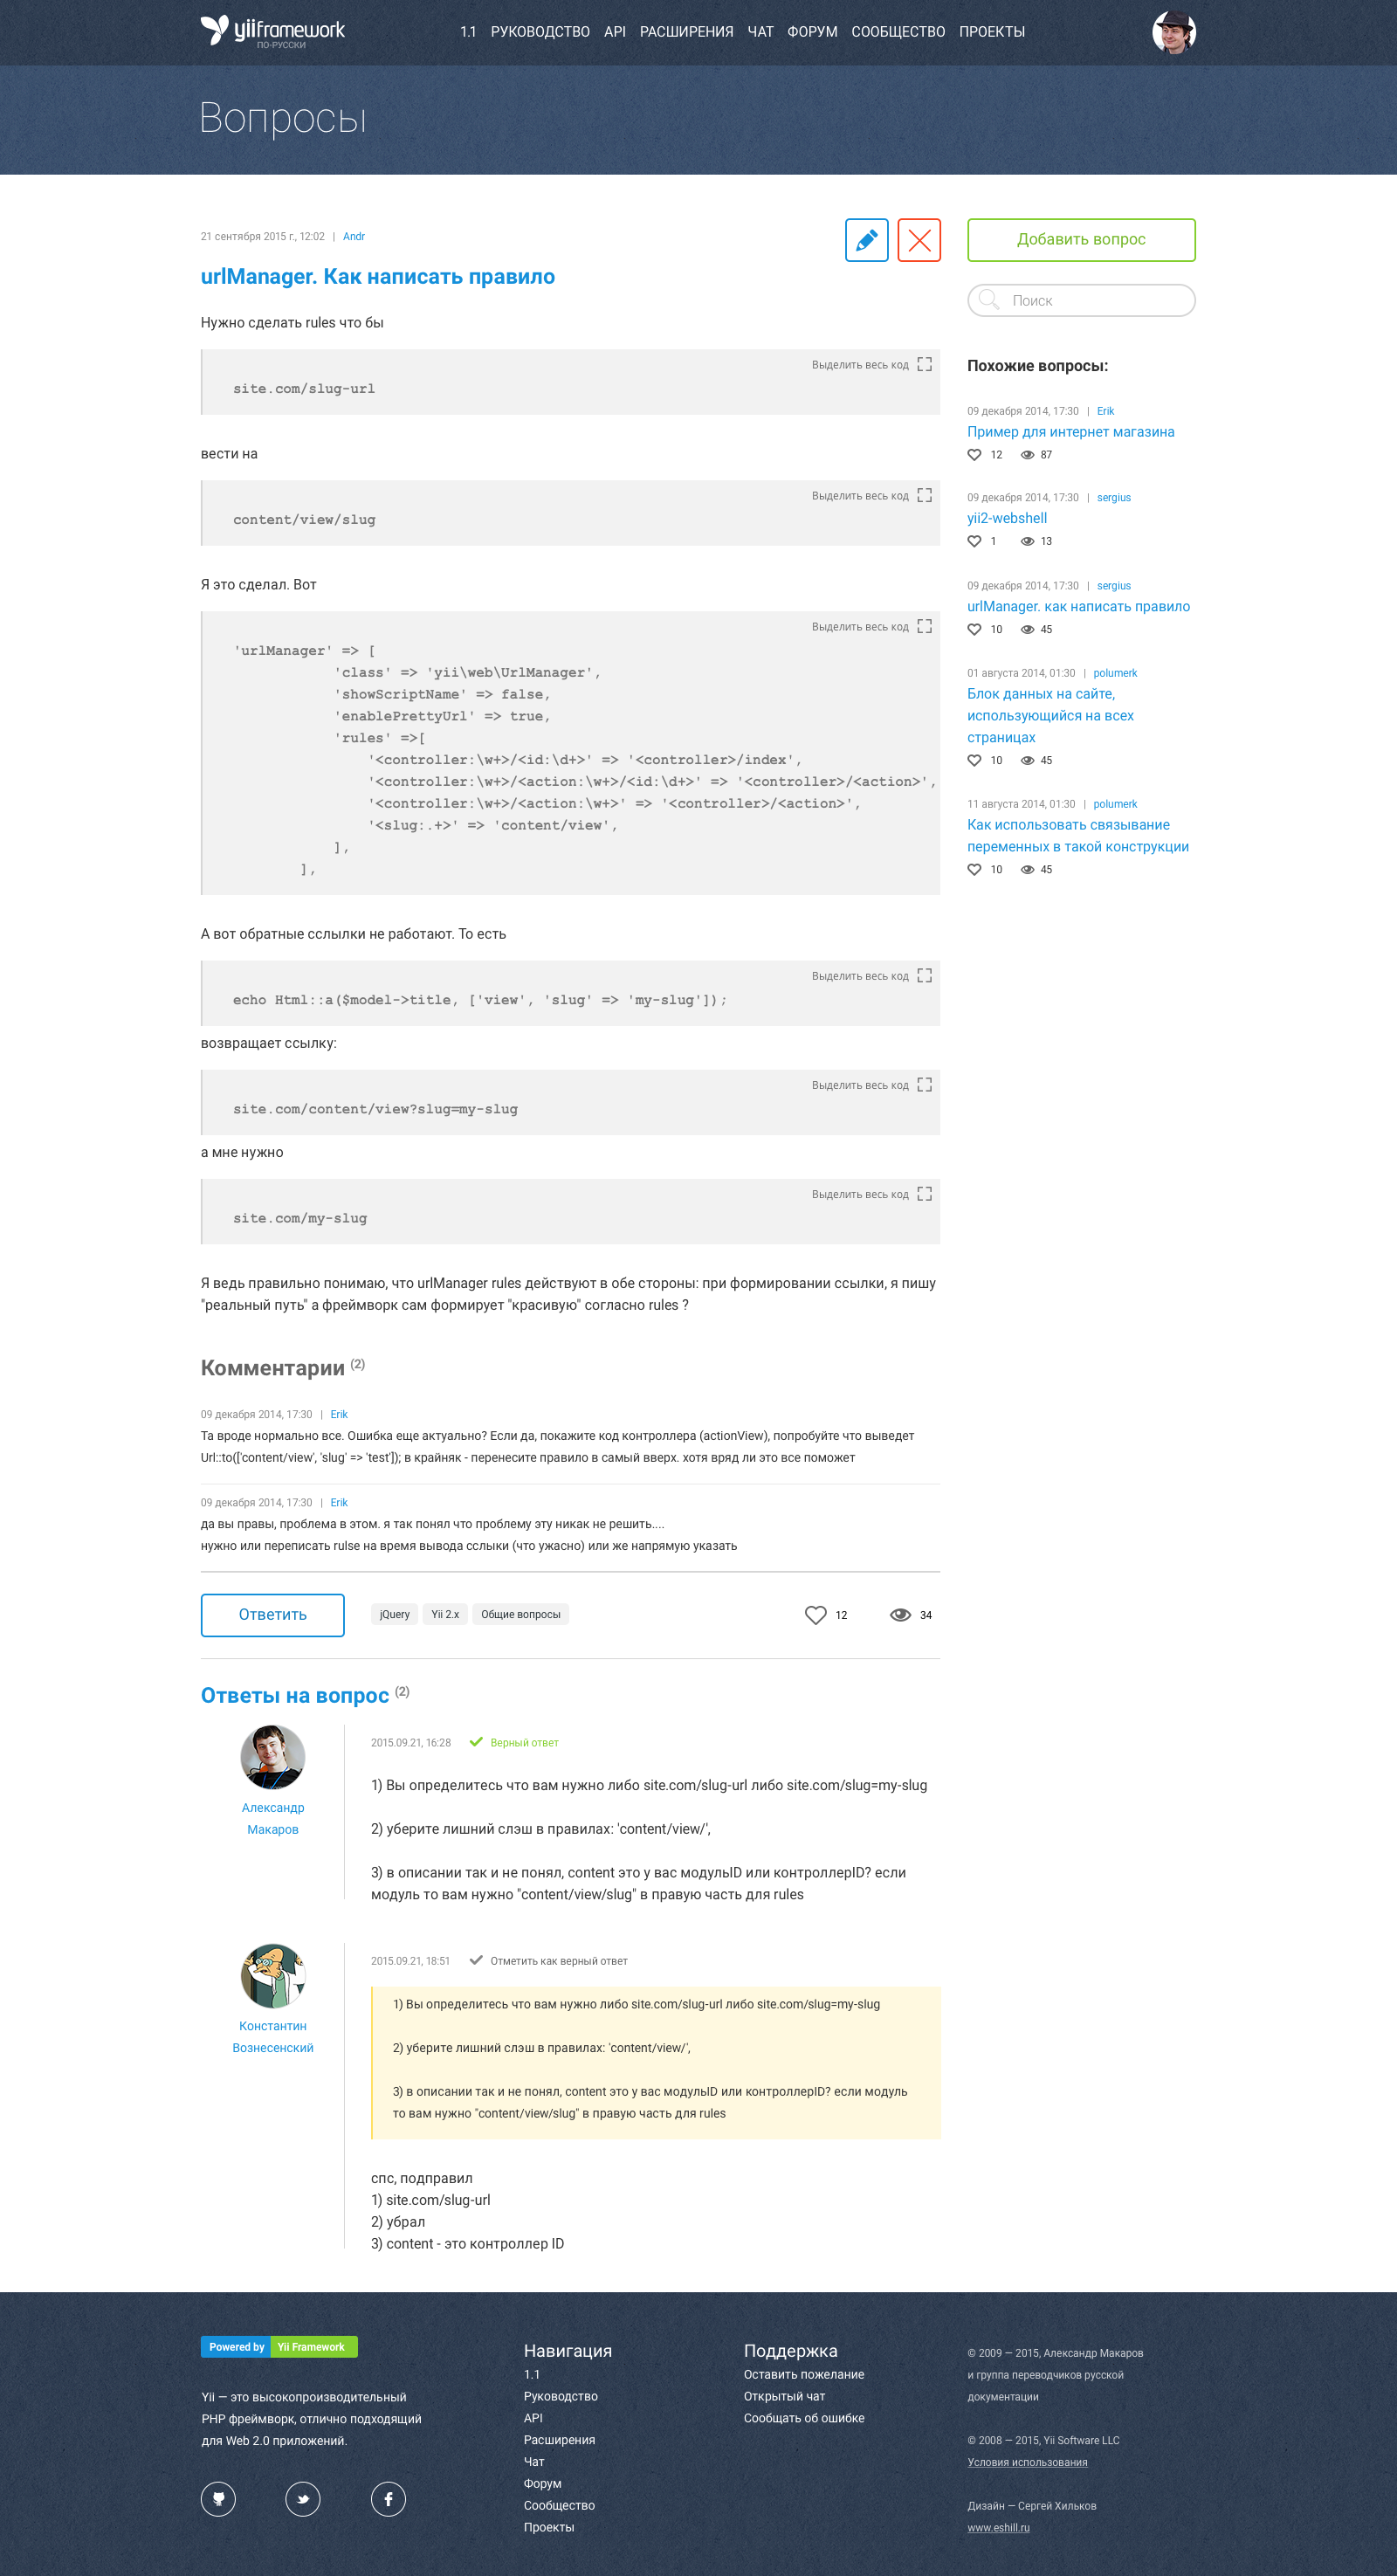 yiiframework
ПО-РУССКИ
1.1 РУКОВОДСТВО API РАСШИРЕНИЯ ЧАТ ФОРУМ СООБЩЕСТВО ПРОЕКТЫ
Вопросы
21 сентября 2015 г., 12:02 | Andr
urlManager. Как написать правило
Нужно сделать rules что бы
Выделить весь код
site.com/slug-url
вести на
Выделить весь код
content/view/slug
Я это сделал. Вот
Выделить весь код
'urlManager' => [
'class' => 'yii\web\UrlManager',
'showScriptName' => false,
'enablePrettyUrl' => true,
'rules' =>[
'<controller:\w+>/<id:\d+>' => '<controller>/index',
'<controller:\w+>/<action:\w+>/<id:\d+>' => '<controller>/<action>',
'<controller:\w+>/<action:\w+>' => '<controller>/<action>',
'<slug:.+>' => 'content/view',
],
],
А вот обратные сслылки не работают. То есть
Выделить весь код
echo Html::a($model->title, ['view', 'slug' => 'my-slug']);
возвращает ссылку:
Выделить весь код
site.com/content/view?slug=my-slug
а мне нужно
Выделить весь код
site.com/my-slug
Я ведь правильно понимаю, что urlManager rules действуют в обе стороны: при формировании ссылки, я пишу
"реальный путь" а фреймворк сам формирует "красивую" согласно rules ?
Комментарии (2)
09 декабря 2014, 17:30 | Erik
Та вроде нормально все. Ошибка еще актуально? Если да, покажите код контроллера (actionView), попробуйте что выведет
Url::to(['content/view', 'slug' => 'test']); в крайняк - перенесите правило в самый вверх. хотя вряд ли это все поможет
09 декабря 2014, 17:30 | Erik
да вы правы, проблема в этом. я так понял что проблему эту никак не решить....
нужно или переписать rulse на время вывода сслыки (что ужасно) или же напрямую указать
Ответить
jQuery Yii 2.x Общие вопросы
12 34
Ответы на вопрос (2)
Александр
Макаров
2015.09.21, 16:28 Верный ответ
1) Вы определитесь что вам нужно либо site.com/slug-url либо site.com/slug=my-slug
2) уберите лишний слэш в правилах: 'content/view/',
3) в описании так и не понял, content это у вас модульID или контроллерID? если
модуль то вам нужно "content/view/slug" в правую часть для rules
Константин
Вознесенский
2015.09.21, 18:51 Отметить как верный ответ
1) Вы определитесь что вам нужно либо site.com/slug-url либо site.com/slug=my-slug
2) уберите лишний слэш в правилах: 'content/view/',
3) в описании так и не понял, content это у вас модульID или контроллерID? если модуль
то вам нужно "content/view/slug" в правую часть для rules
спс, подправил
1) site.com/slug-url
2) убрал
3) content - это контроллер ID
Добавить вопрос
Поиск
Похожие вопросы:
09 декабря 2014, 17:30 | Erik
Пример для интернет магазина
12 87
09 декабря 2014, 17:30 | sergius
yii2-webshell
1 13
09 декабря 2014, 17:30 | sergius
urlManager. как написать правило
10 45
01 августа 2014, 01:30 | polumerk
Блок данных на сайте,
использующийся на всех
страницах
10 45
11 августа 2014, 01:30 | polumerk
Как использовать связывание
переменных в такой конструкции
10 45
Powered by Yii Framework
Yii — это высокопроизводительный
PHP фреймворк, отлично подходящий
для Web 2.0 приложений.
Навигация
1.1
Руководство
API
Расширения
Чат
Форум
Сообщество
Проекты
Поддержка
Оставить пожелание
Открытый чат
Сообщать об ошибке
© 2009 — 2015, Александр Макаров
и группа переводчиков русской
документации
© 2008 — 2015, Yii Software LLC
Условия использования
Дизайн — Сергей Хильков
www.eshill.ru